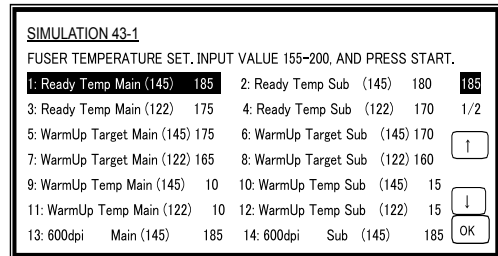 SIMULATION 43-1
FUSER TEMPERATURE SET. INPUT VALUE 155-200, AND PRESS START.
1: Ready Temp Main (145) 185 2: Ready Temp Sub (145) 180 185
3: Ready Temp Main (122) 175 4: Ready Temp Sub (122) 170 1/2
5: WarmUp Target Main (145) 175 6: WarmUp Target Sub (145) 170 ↑
7: WarmUp Target Main (122) 165 8: WarmUp Target Sub (122) 160
9: WarmUp Temp Main (145) 10 10: WarmUp Temp Sub (145) 15
11: WarmUp Temp Main (122) 10 12: WarmUp Temp Sub (122) 15 ↓
13: 600dpi Main (145) 185 14: 600dpi Sub (145) 185 OK